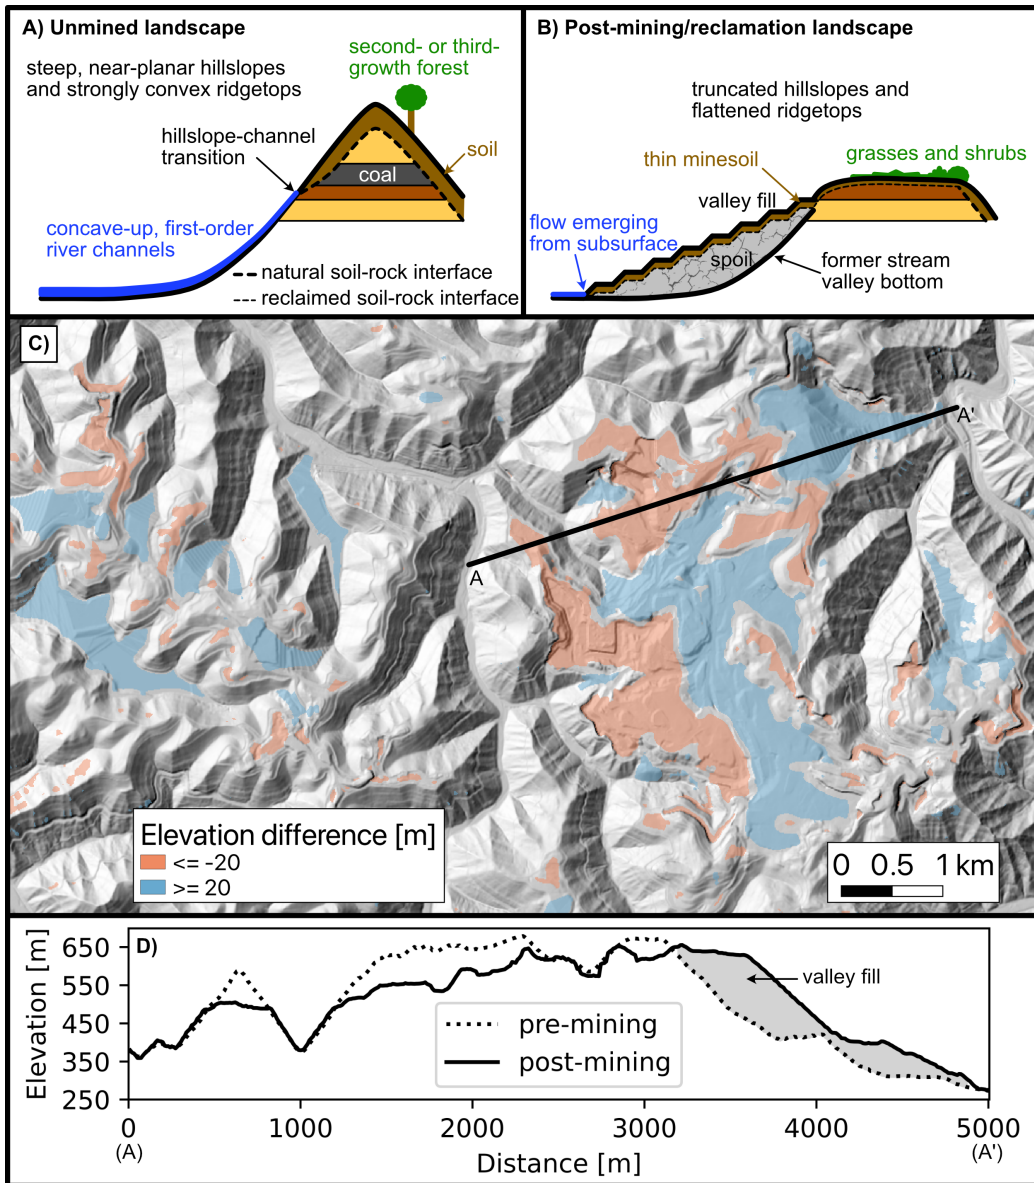 A) Unmined landscape
steep, near-planar hillslopes
and strongly convex ridgetops
second- or third-
growth forest
hillslope-channel
transition
soil
coal
concave-up, first-order
river channels
natural soil-rock interface
reclaimed soil-rock interface
B) Post-mining/reclamation landscape
truncated hillslopes and
flattened ridgetops
thin minesoil
grasses and shrubs
valley fill
flow emerging
from subsurface
spoil
former stream
valley bottom
C)
A
A'
Elevation difference [m]
<= -20
>= 20
0 0.5 1 km
D)
Elevation [m]
650
550
450
350
250
valley fill
pre-mining
post-mining
0 1000 2000 3000 4000 5000
(A) (A')
Distance [m]